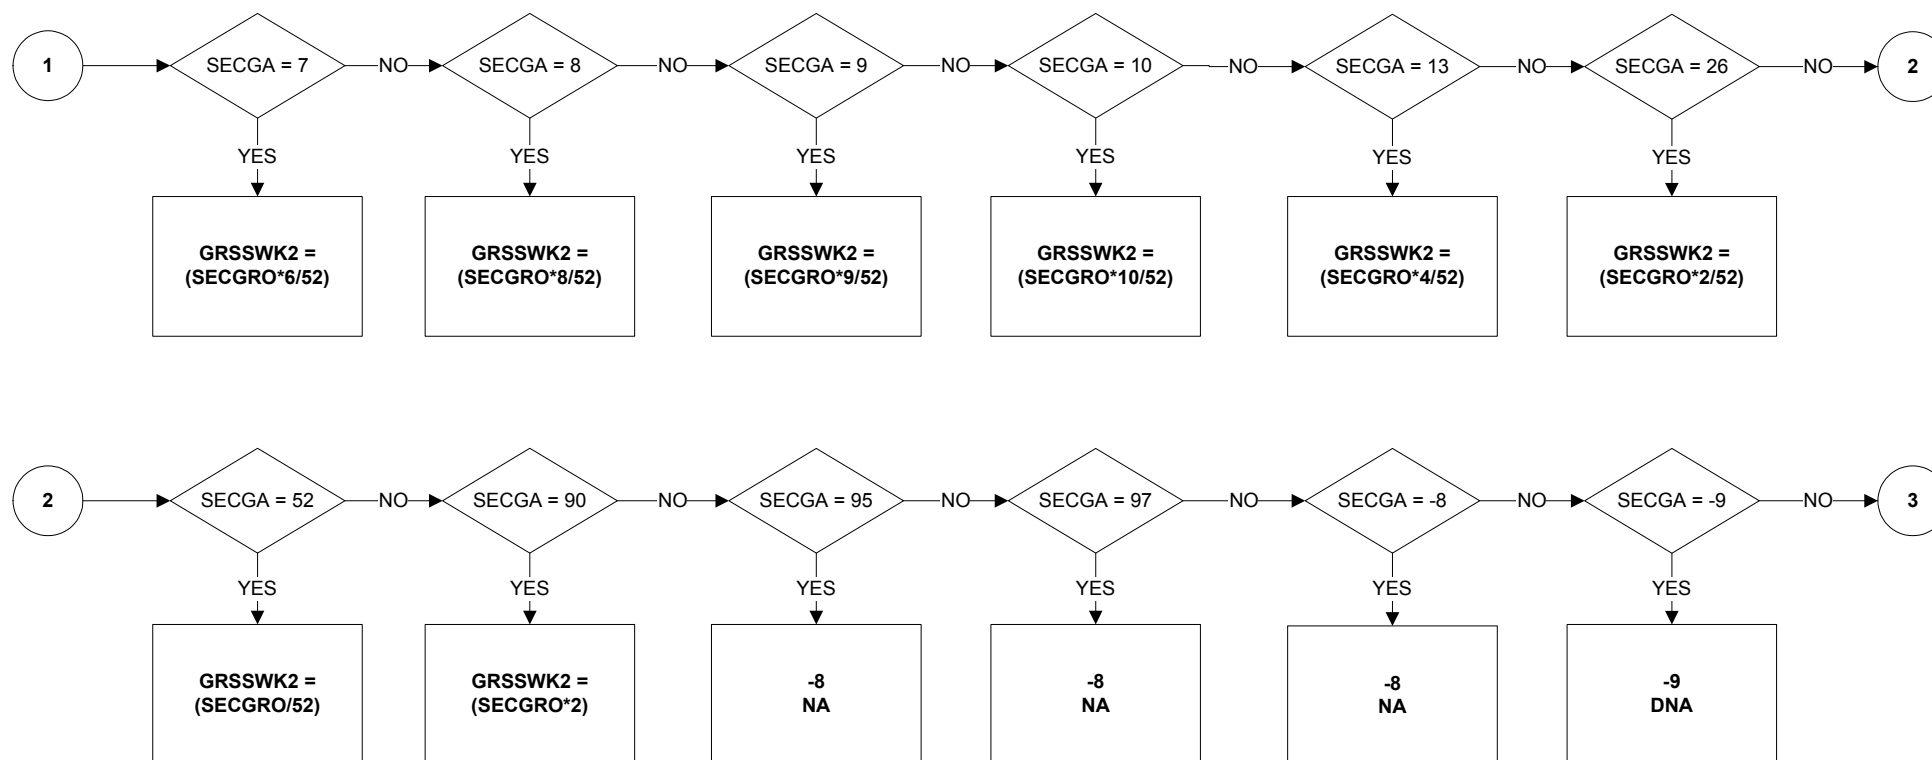 1
SECGA = 7
NO
SECGA = 8
NO
SECGA = 9
NO
SECGA = 10
NO
SECGA = 13
NO
SECGA = 26
NO
2
YES
YES
YES
YES
YES
YES
GRSSWK2 =
(SECGRO*6/52)
GRSSWK2 =
(SECGRO*8/52)
GRSSWK2 =
(SECGRO*9/52)
GRSSWK2 =
(SECGRO*10/52)
GRSSWK2 =
(SECGRO*4/52)
GRSSWK2 =
(SECGRO*2/52)
2
SECGA = 52
NO
SECGA = 90
NO
SECGA = 95
NO
SECGA = 97
NO
SECGA = -8
NO
SECGA = -9
NO
3
YES
YES
YES
YES
YES
YES
GRSSWK2 =
(SECGRO/52)
GRSSWK2 =
(SECGRO*2)
-8
NA
-8
NA
-8
NA
-9
DNA